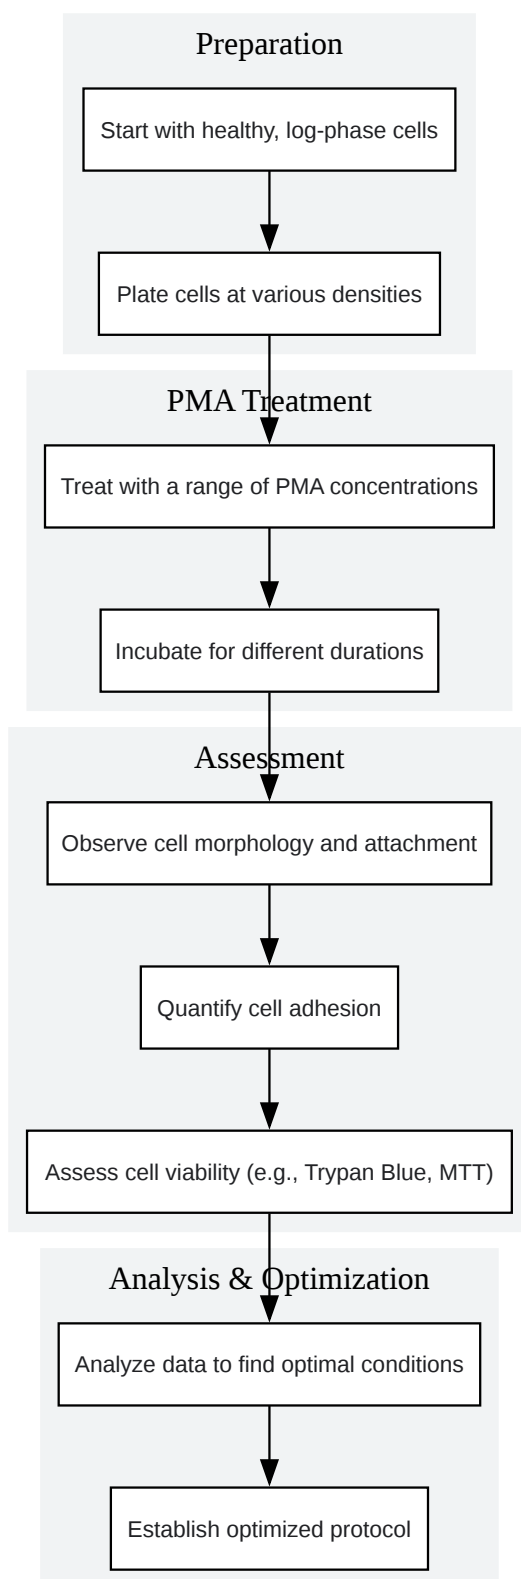 Preparation
Start with healthy, log-phase cells
Plate cells at various densities
PMA Treatment
Treat with a range of PMA concentrations
Incubate for different durations
Assessment
Observe cell morphology and attachment
Quantify cell adhesion
Assess cell viability (e.g., Trypan Blue, MTT)
Analysis & Optimization
Analyze data to find optimal conditions
Establish optimized protocol